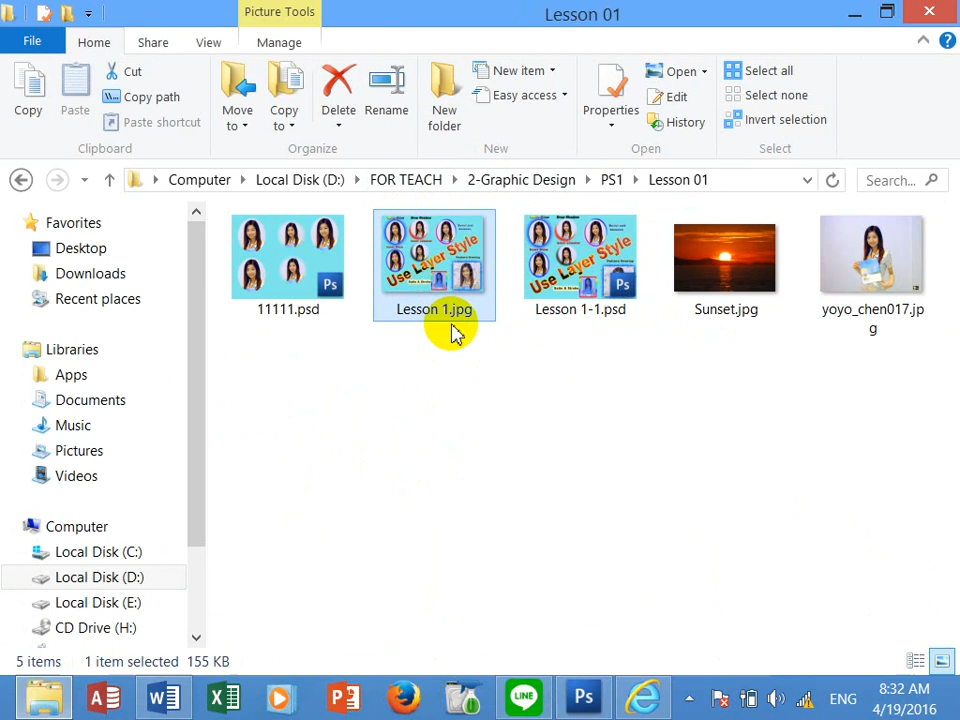 Picture Tools
Lesson 01
File
Home
Share
View
Manage
Copy
Paste
Cut
Copy path
Paste shortcut
Clipboard
Move to
Copy to
Delete
Rename
Organize
New folder
New item
Easy access
New
Properties
Open
Edit
History
Open
Select all
Select none
Invert selection
Select
Computer
Local Disk (D:)
FOR TEACH
2-Graphic Design
PS1
Lesson 01
Search...
Favorites
Desktop
Downloads
Recent places
Libraries
Apps
Documents
Music
Pictures
Videos
Computer
Local Disk (C:)
Local Disk (D:)
Local Disk (E:)
CD Drive (H:)
Ps
11111.psd
Use Layer Style
Lesson 1.jpg
Use Layer Style
Ps
Lesson 1-1.psd
Sunset.jpg
yoyo_chen017.jp
g
5 items
1 item selected
155 KB
LINE
Ps
ENG
8:32 AM
4/19/2016